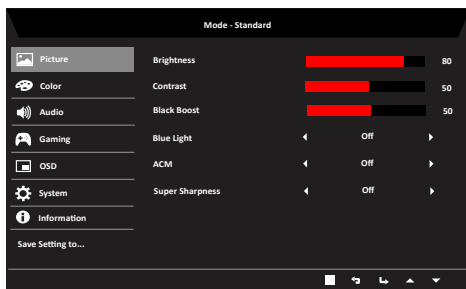 Mode - Standard
Picture
Brightness 80
Color
Contrast 50
Audio
Black Boost 50
Gaming
Blue Light Off
OSD
ACM Off
System
Super Sharpness Off
Information
Save Setting to...